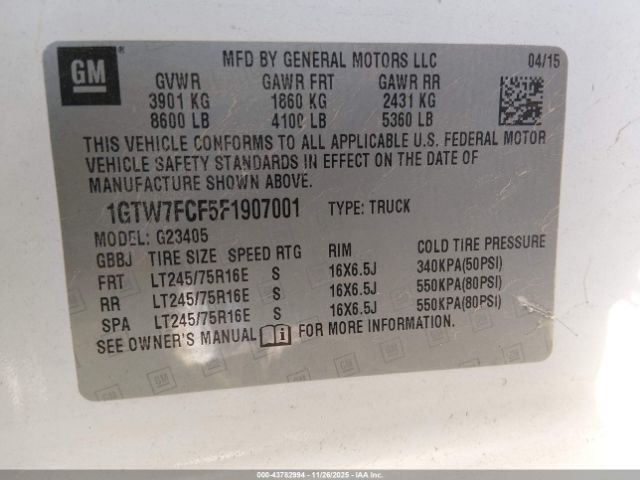 GM
MFD BY GENERAL MOTORS LLC 04/15
GVWR GAWR FRT GAWR RR
3901 KG 1860 KG 2431 KG
8600 LB 4100 LB 5360 LB
THIS VEHICLE CONFORMS TO ALL APPLICABLE U.S. FEDERAL MOTOR
VEHICLE SAFETY STANDARDS IN EFFECT ON THE DATE OF
MANUFACTURE SHOWN ABOVE.
1GTW7FCF5F1907001 TYPE: TRUCK
MODEL: G23405
GBBJ TIRE SIZE SPEED RTG RIM COLD TIRE PRESSURE
FRT LT245/75R16E S 16X6.5J 340KPA(50PSI)
RR LT245/75R16E S 16X6.5J 550KPA(80PSI)
SPA LT245/75R16E S 16X6.5J 550KPA(80PSI)
SEE OWNER'S MANUAL FOR MORE INFORMATION.
000-43782994 - 11/26/2025 - IAAI.com